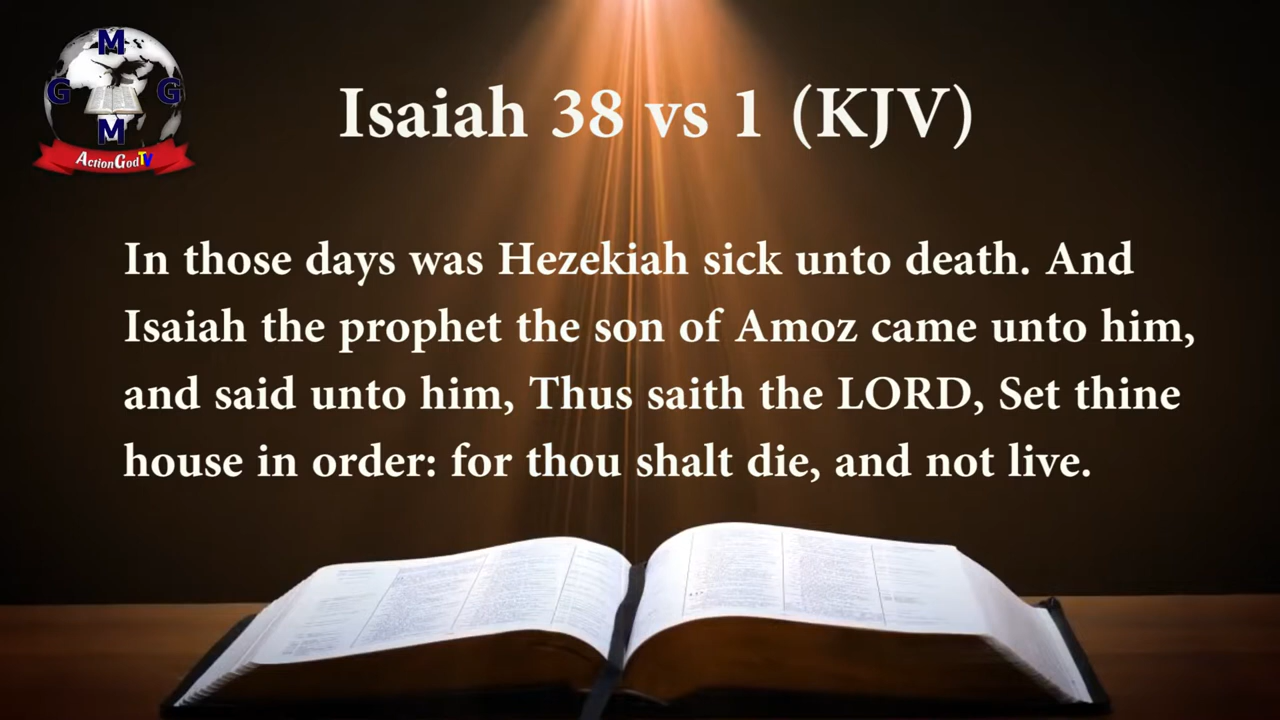 M
G G
M
ActionGodTV
Isaiah 38 vs 1 (KJV)
In those days was Hezekiah sick unto death. And
Isaiah the prophet the son of Amoz came unto him,
and said unto him, Thus saith the LORD, Set thine
house in order: for thou shalt die, and not live.